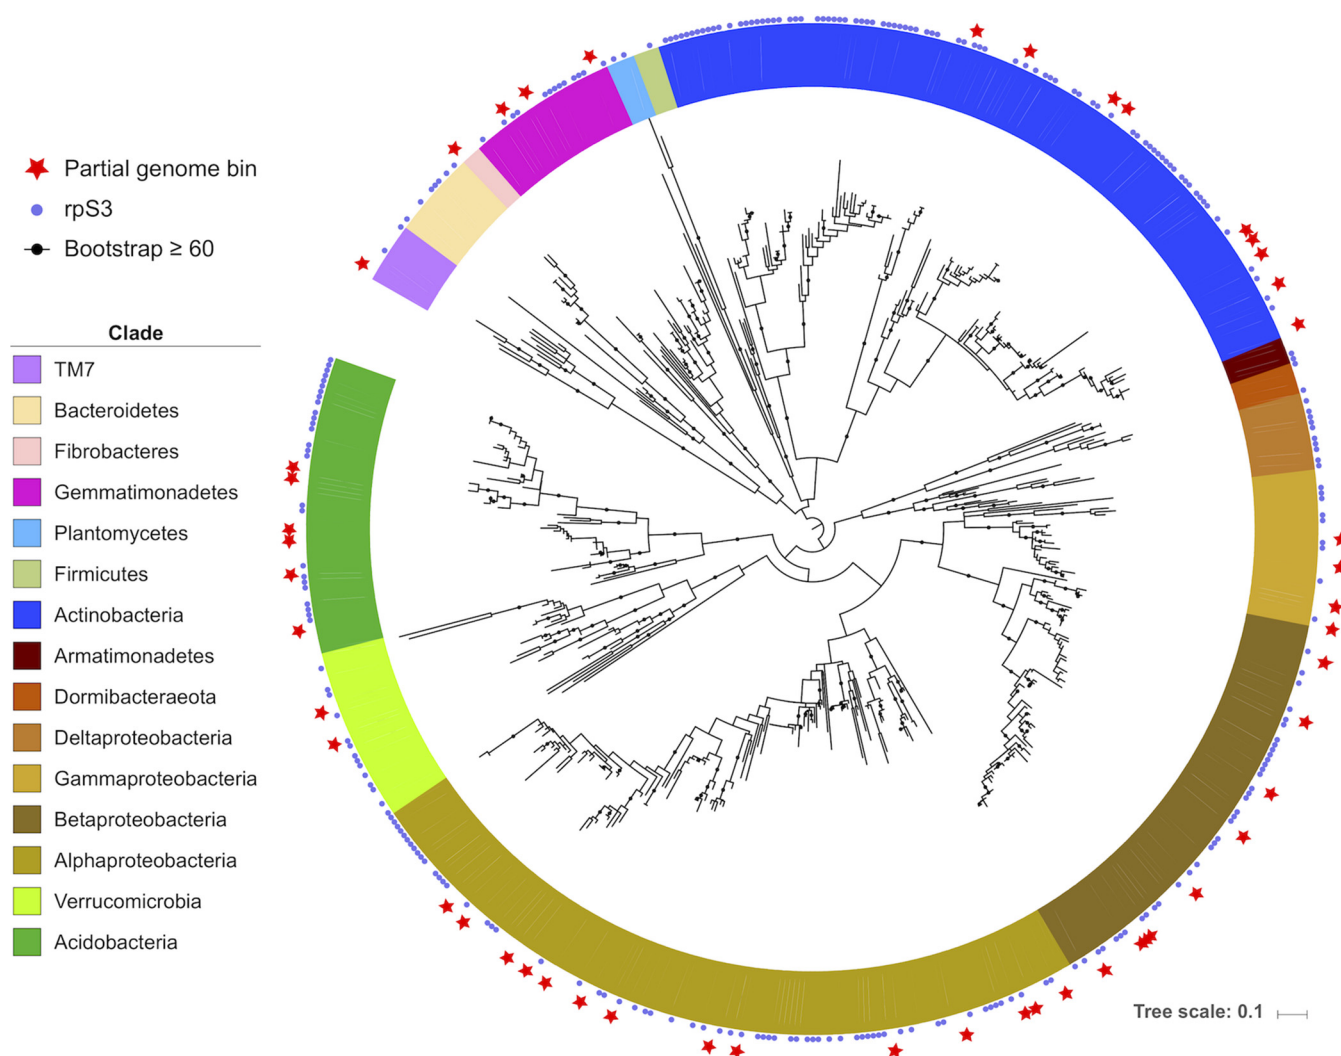 Partial genome bin
rpS3
Bootstrap ≥ 60
Clade
TM7
Bacteroidetes
Fibrobacteres
Gemmatimonadetes
Plantomycetes
Firmicutes
Actinobacteria
Armatimonadetes
Dormibacteraeota
Deltaproteobacteria
Gammaproteobacteria
Betaproteobacteria
Alphaproteobacteria
Verrucomicrobia
Acidobacteria
Tree scale: 0.1